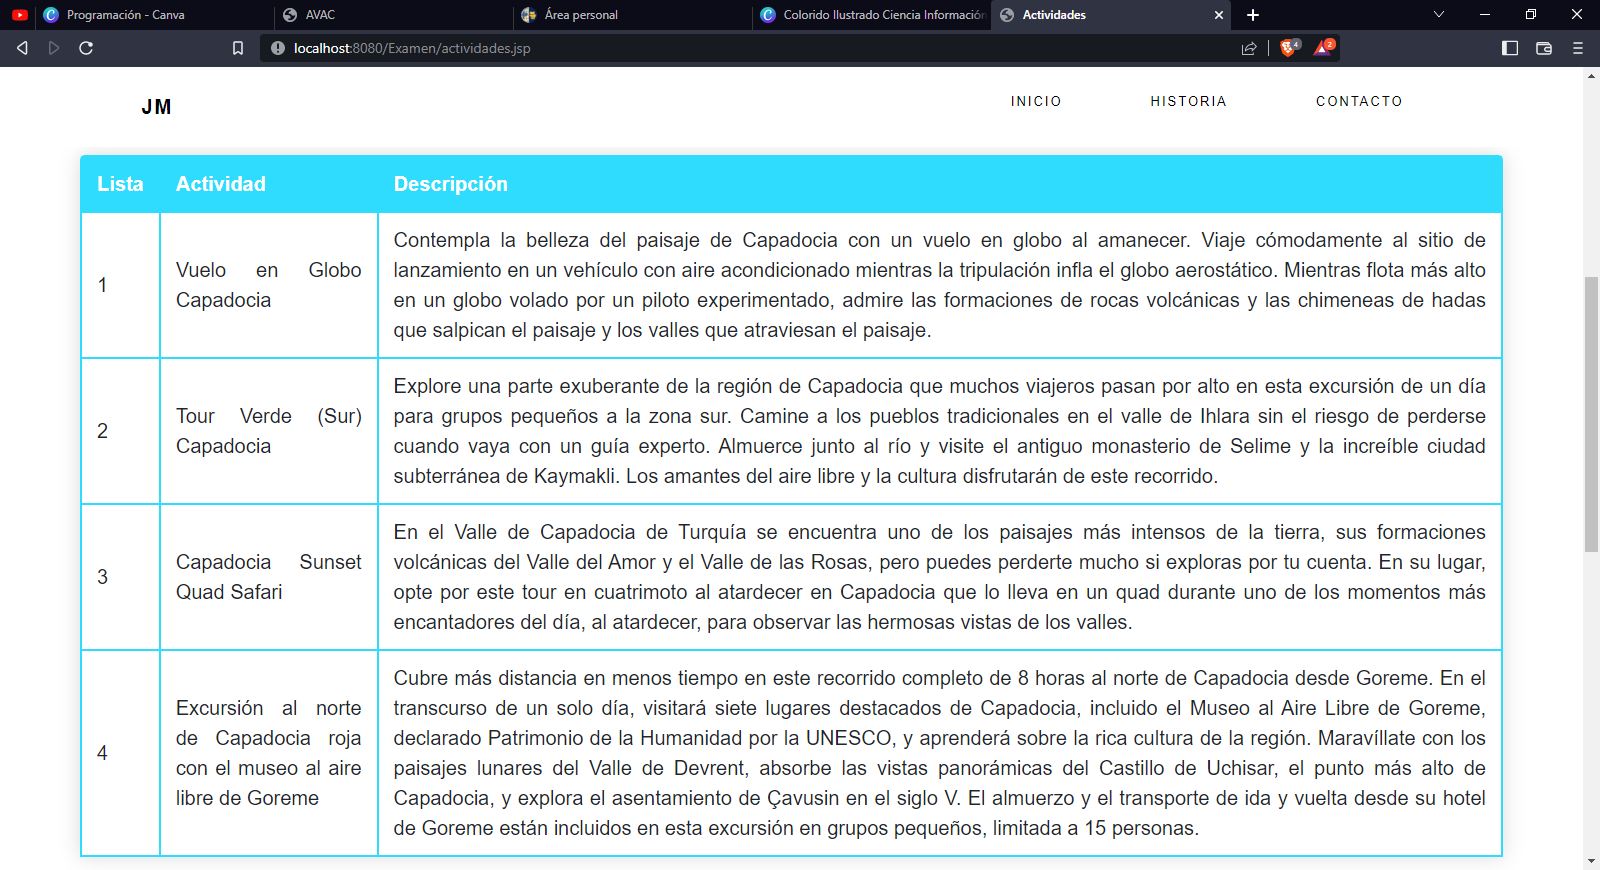 Programación - Canva
AVAC
Área personal
Colorido Ilustrado Ciencia Información
Actividades
localhost:8080/Examen/actividades.jsp
4
2
JM
INICIO
HISTORIA
CONTACTO
Lista
Actividad
Descripción
1
Vuelo en Globo
Capadocia
Contempla la belleza del paisaje de Capadocia con un vuelo en globo al amanecer. Viaje cómodamente al sitio de
lanzamiento en un vehículo con aire acondicionado mientras la tripulación infla el globo aerostático. Mientras flota más alto
en un globo volado por un piloto experimentado, admire las formaciones de rocas volcánicas y las chimeneas de hadas
que salpican el paisaje y los valles que atraviesan el paisaje.
2
Tour Verde (Sur)
Capadocia
Explore una parte exuberante de la región de Capadocia que muchos viajeros pasan por alto en esta excursión de un día
para grupos pequeños a la zona sur. Camine a los pueblos tradicionales en el valle de Ihlara sin el riesgo de perderse
cuando vaya con un guía experto. Almuerce junto al río y visite el antiguo monasterio de Selime y la increíble ciudad
subterránea de Kaymakli. Los amantes del aire libre y la cultura disfrutarán de este recorrido.
3
Capadocia Sunset
Quad Safari
En el Valle de Capadocia de Turquía se encuentra uno de los paisajes más intensos de la tierra, sus formaciones
volcánicas del Valle del Amor y el Valle de las Rosas, pero puedes perderte mucho si exploras por tu cuenta. En su lugar,
opte por este tour en cuatrimoto al atardecer en Capadocia que lo lleva en un quad durante uno de los momentos más
encantadores del día, al atardecer, para observar las hermosas vistas de los valles.
4
Excursión al norte
de Capadocia roja
con el museo al aire
libre de Goreme
Cubre más distancia en menos tiempo en este recorrido completo de 8 horas al norte de Capadocia desde Goreme. En el
transcurso de un solo día, visitará siete lugares destacados de Capadocia, incluido el Museo al Aire Libre de Goreme,
declarado Patrimonio de la Humanidad por la UNESCO, y aprenderá sobre la rica cultura de la región. Maravíllate con los
paisajes lunares del Valle de Devrent, absorbe las vistas panorámicas del Castillo de Uchisar, el punto más alto de
Capadocia, y explora el asentamiento de Çavusin en el siglo V. El almuerzo y el transporte de ida y vuelta desde su hotel
de Goreme están incluidos en esta excursión en grupos pequeños, limitada a 15 personas.